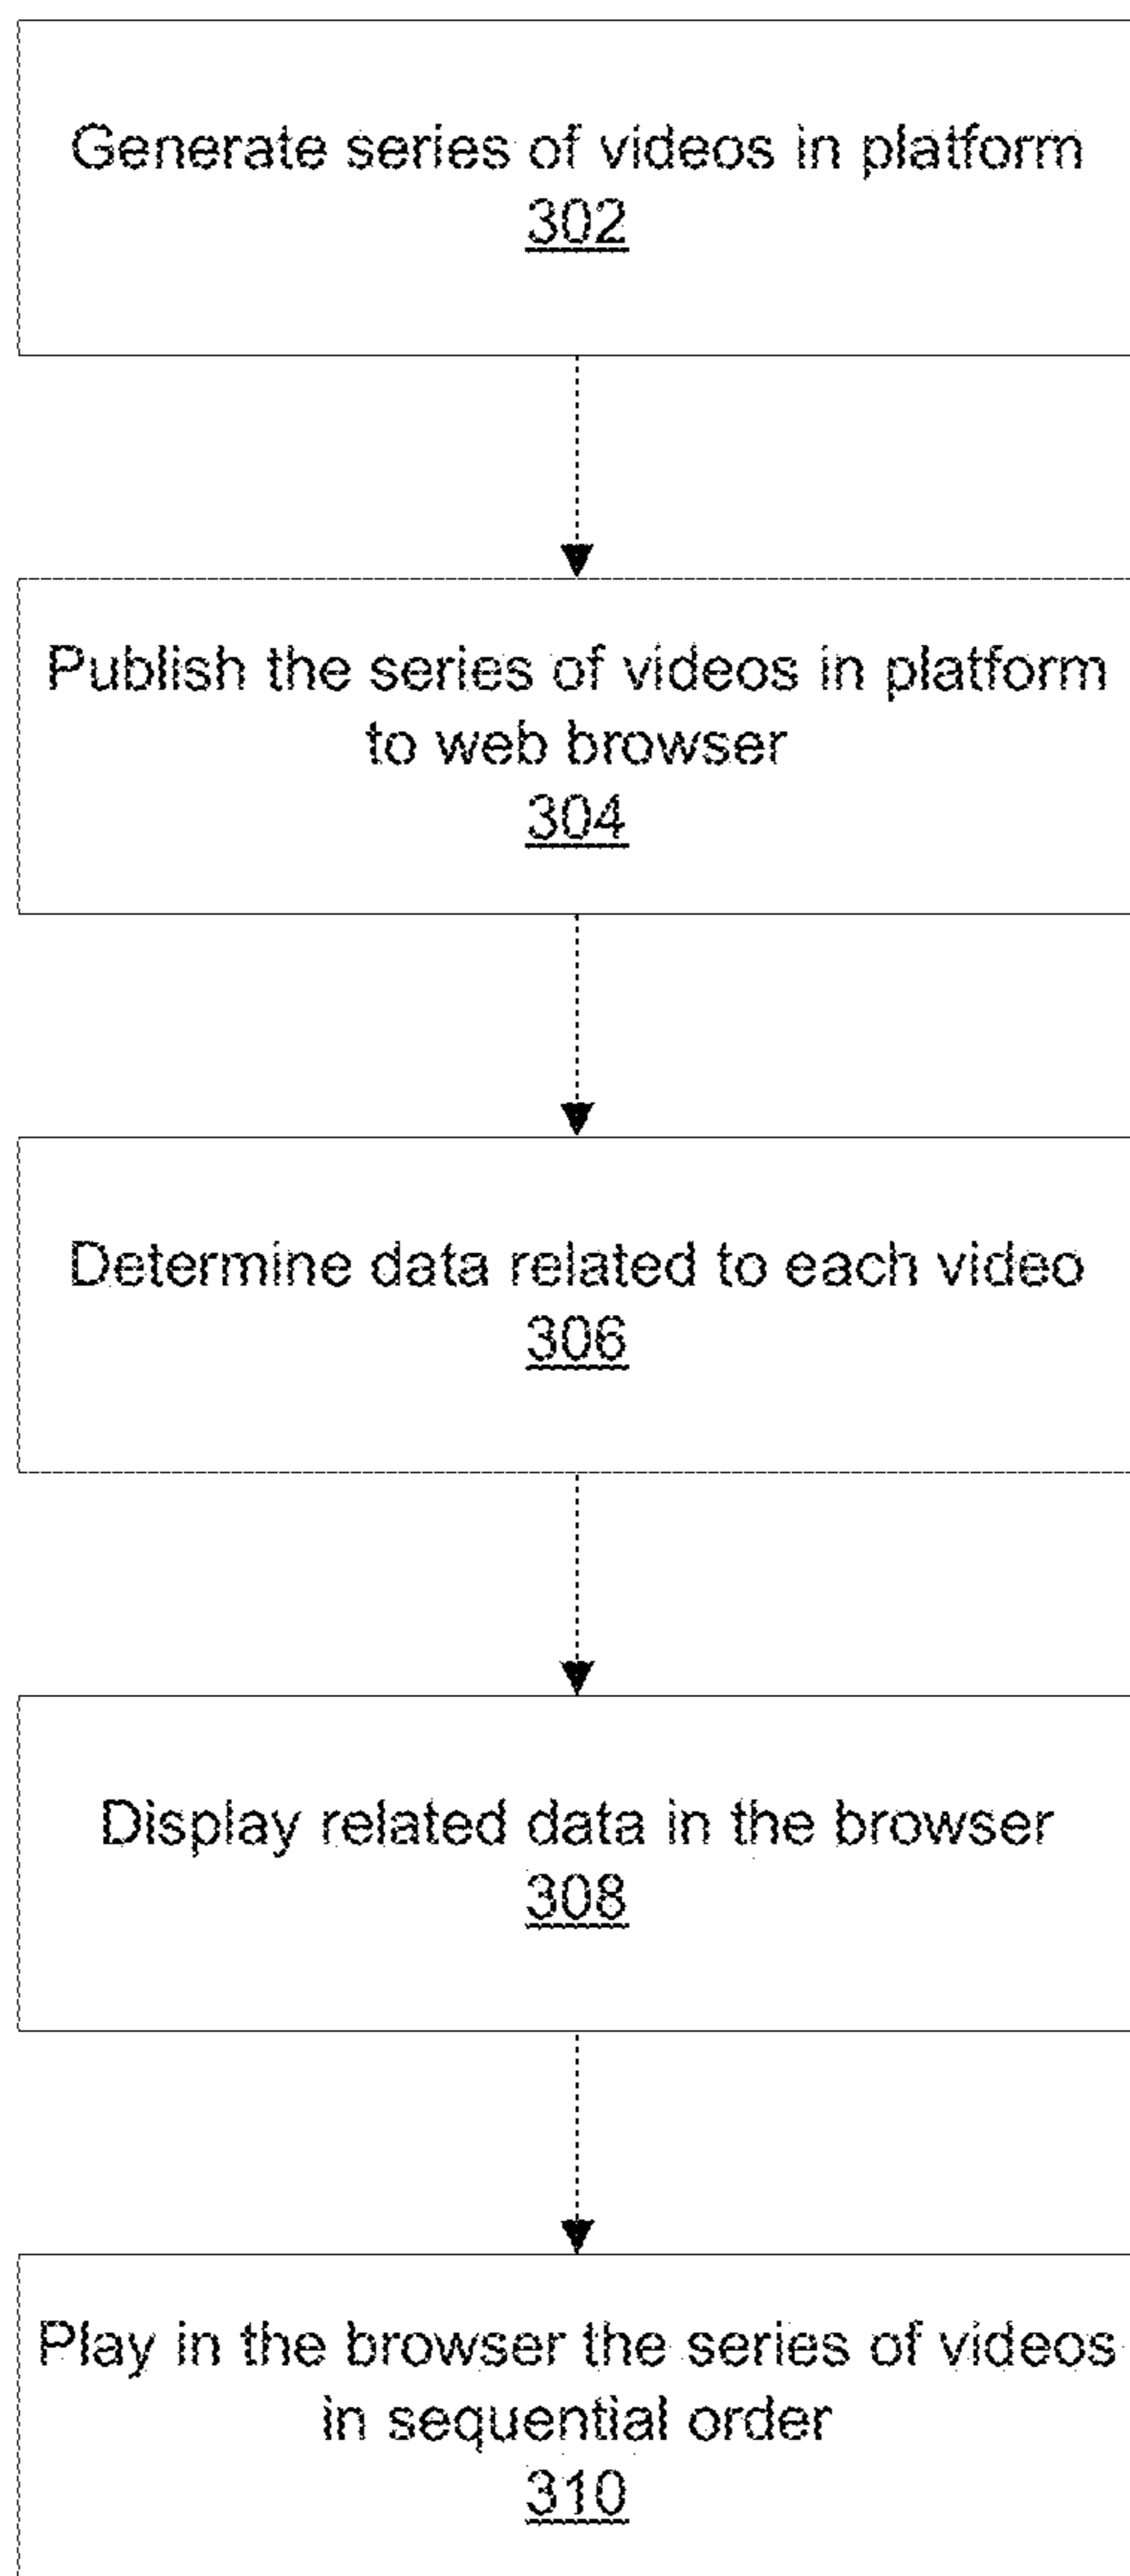 Generate series of videos in platform
302
Publish the series of videos in platform
to web browser
304
Determine data related to each video
306
Display related data in the browser
308
Play in the browser the series of videos
in sequential order
310